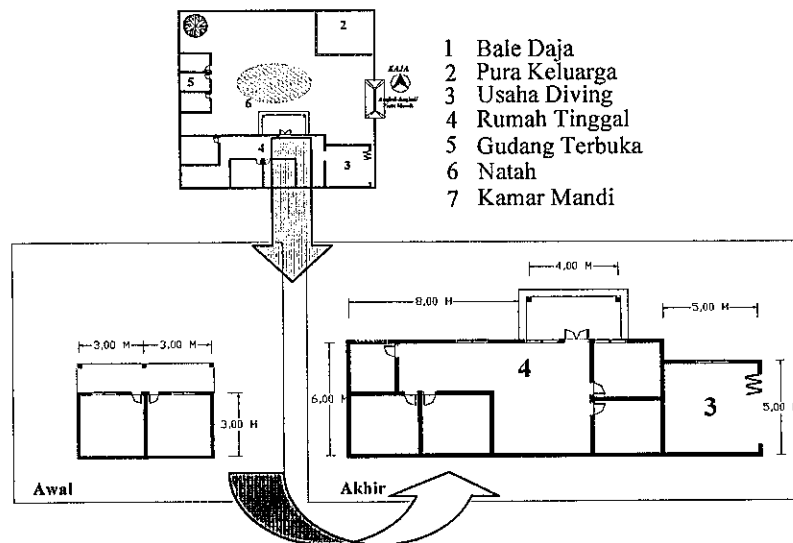 2
KAJA
5
6
4
3
1 Bale Daja
2 Pura Keluarga
3 Usaha Diving
4 Rumah Tinggal
5 Gudang Terbuka
6 Natah
7 Kamar Mandi
3,00 M 3,00 M
3,00 M
Awal
4,00 M
8,00 M
5,00 M
6,00 M
4
3
5,00 M
Akhir